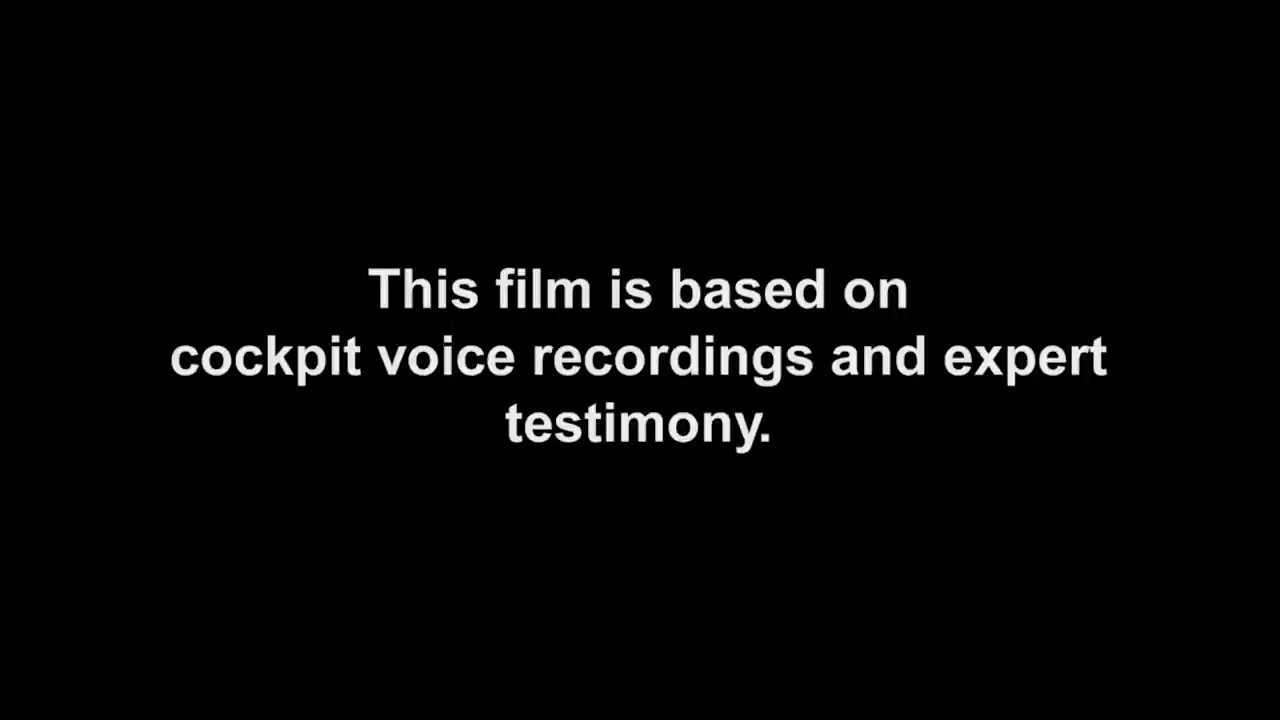 This film is based on
cockpit voice recordings and expert
testimony.